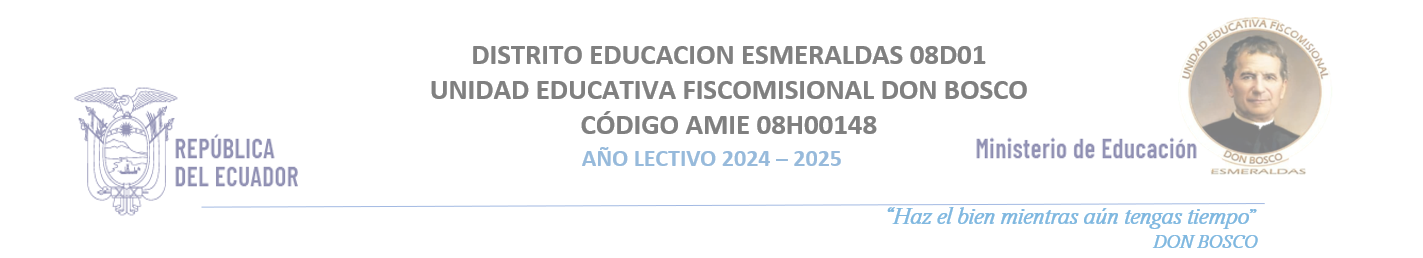 DISTRITO EDUCACION ESMERALDAS 08D01
UNIDAD EDUCATIVA FISCOMISIONAL DON BOSCO
CÓDIGO AMIE 08H00148
AÑO LECTIVO 2024 – 2025
REPÚBLICA
DEL ECUADOR
Ministerio de Educación
UNIDAD EDUCATIVA FISCOMISIONAL
DON BOSCO
ESMERALDAS
“Haz el bien mientras aún tengas tiempo”
DON BOSCO